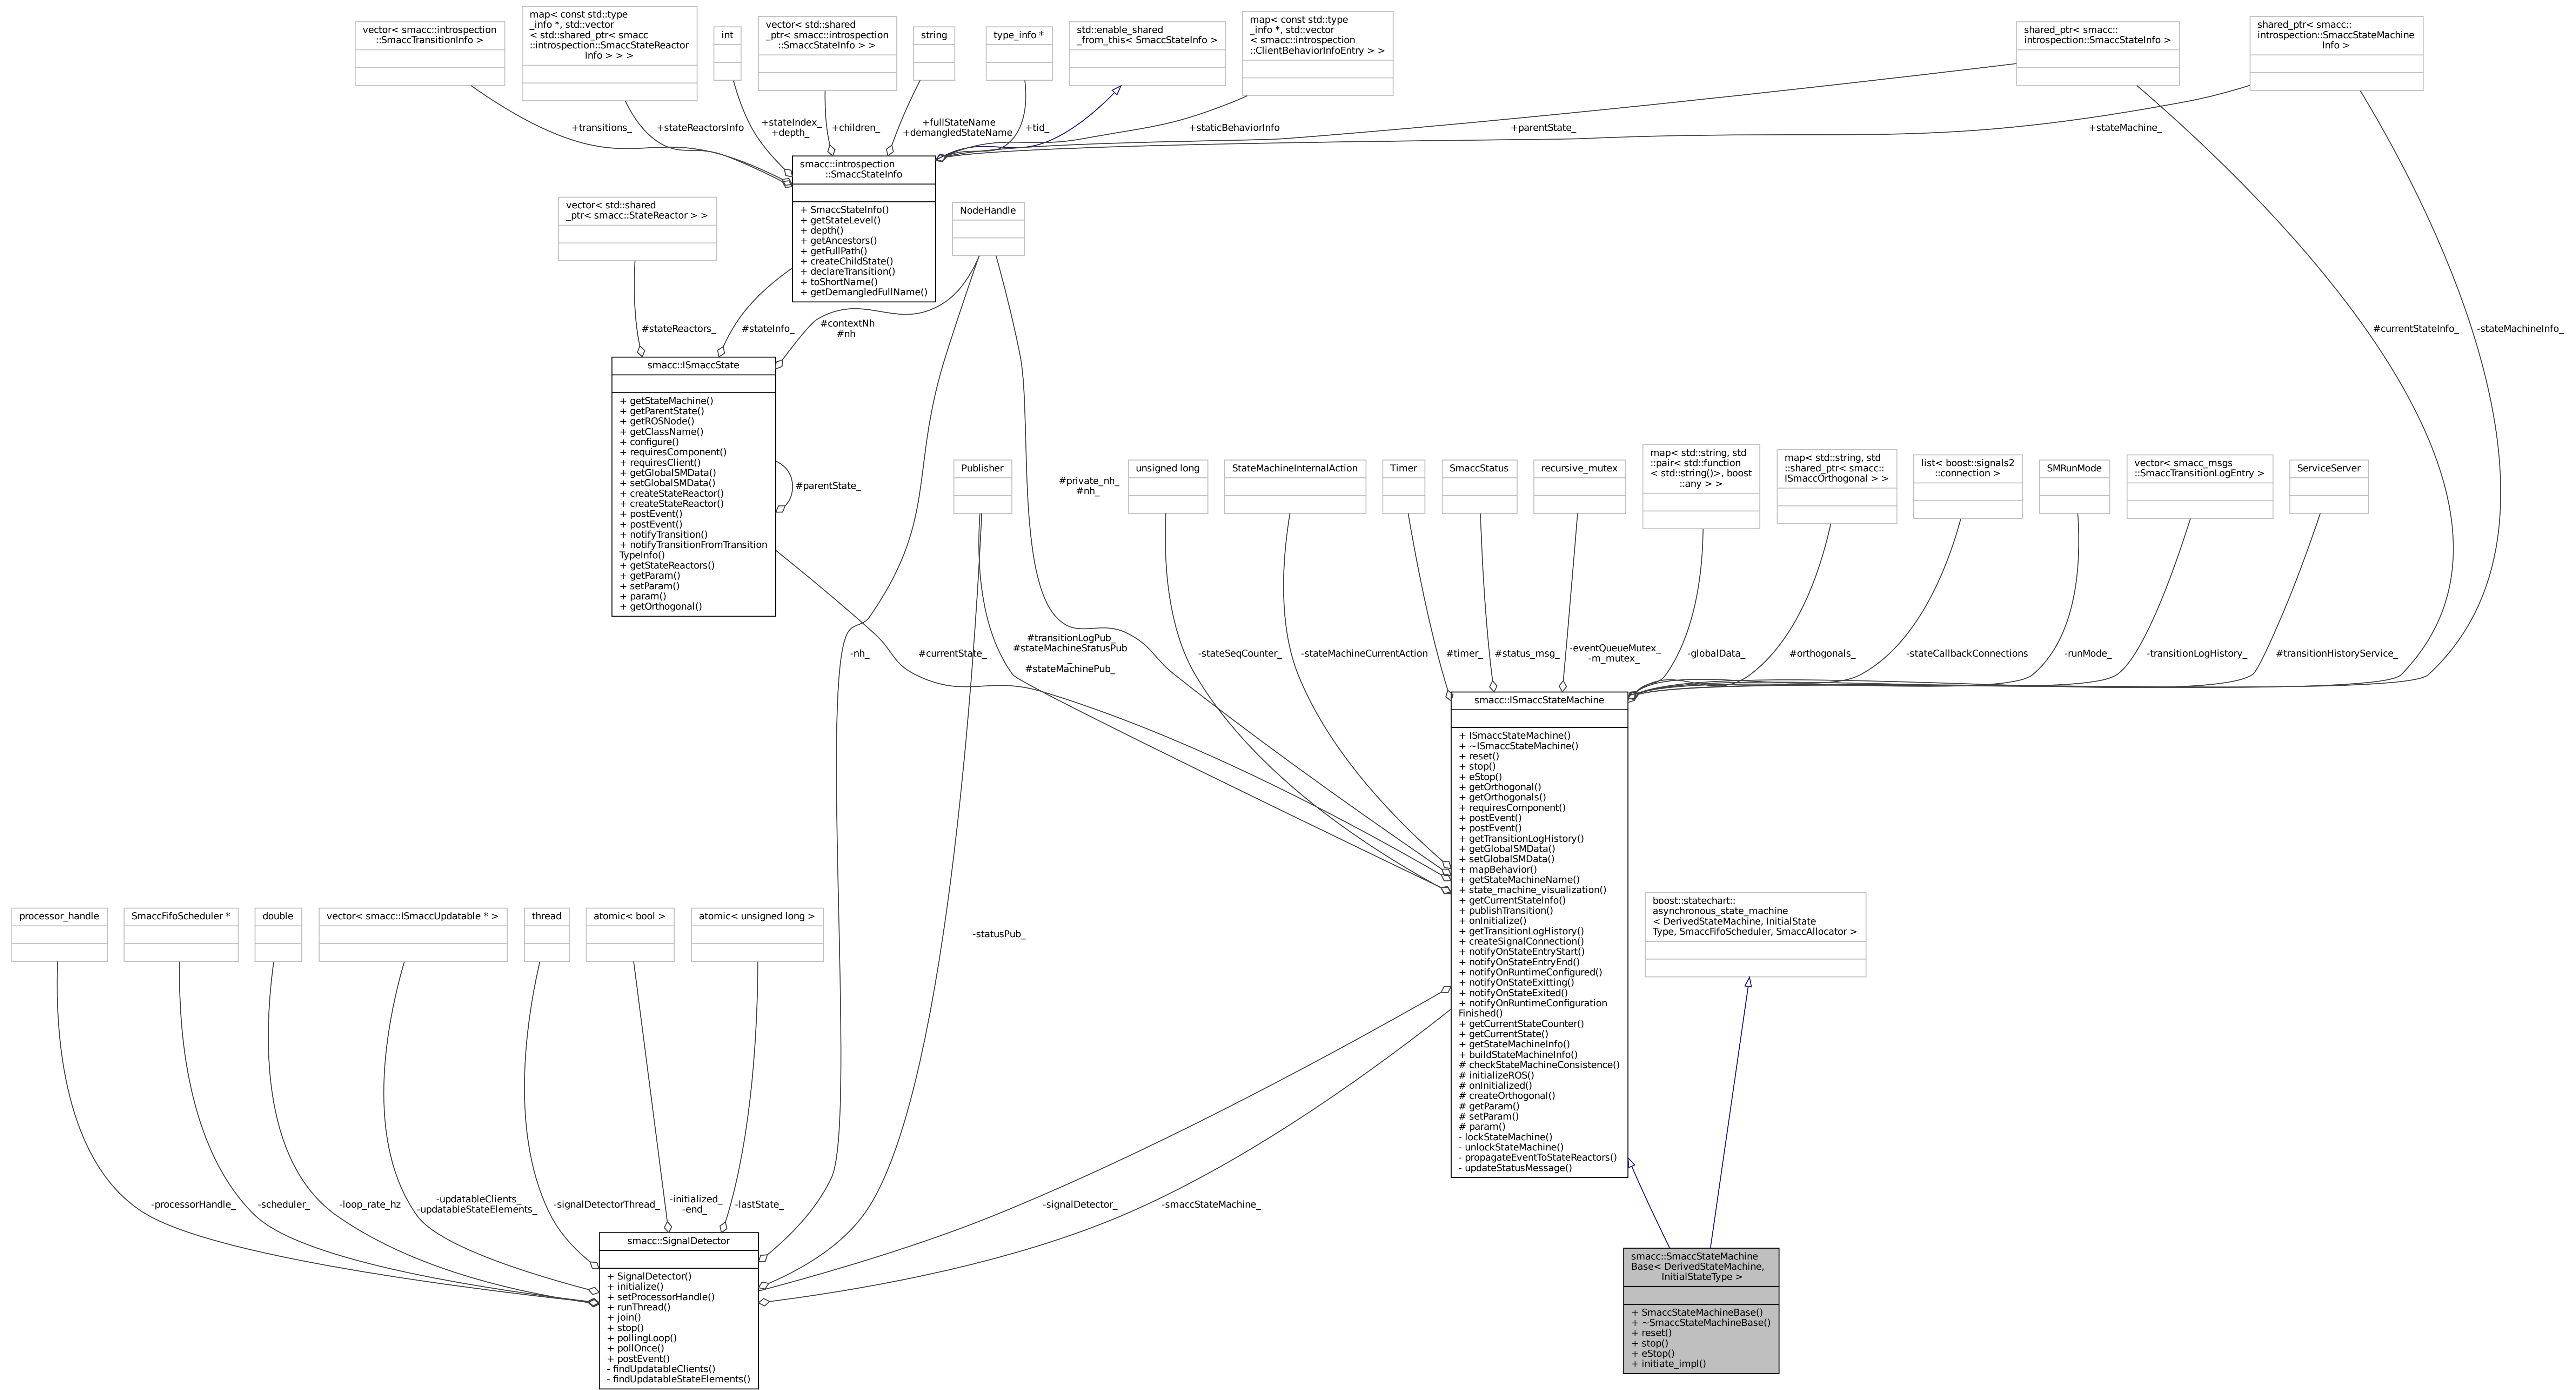 vector< smacc::introspection
::SmaccTransitionInfo >
map< const std::type
_info *, std::vector
< std::shared_ptr< smacc
::introspection::SmaccStateReactor
Info > > >
int
vector< std::shared
_ptr< smacc::introspection
::SmaccStateInfo > >
string
type_info *
std::enable_shared
_from_this< SmaccStateInfo >
map< const std::type
_info *, std::vector
< smacc::introspection
::ClientBehaviorInfoEntry > >
shared_ptr< smacc::
introspection::SmaccStateInfo >
shared_ptr< smacc::
introspection::SmaccStateMachine
Info >
+transitions_
+stateReactorsInfo
+stateIndex_
+depth_
+children_
+fullStateName
+demangledStateName
+tid_
+staticBehaviorInfo
+parentState_
+stateMachine_
smacc::introspection
::SmaccStateInfo
+ SmaccStateInfo()
+ getStateLevel()
+ depth()
+ getAncestors()
+ getFullPath()
+ createChildState()
+ declareTransition()
+ toShortName()
+ getDemangledFullName()
vector< std::shared
_ptr< smacc::StateReactor > >
NodeHandle
#stateReactors_
#stateInfo_
#contextNh
#nh
#currentStateInfo_
-stateMachineInfo_
smacc::ISmaccState
+ getStateMachine()
+ getParentState()
+ getROSNode()
+ getClassName()
+ configure()
+ requiresComponent()
+ requiresClient()
+ getGlobalSMData()
+ setGlobalSMData()
+ createStateReactor()
+ createStateReactor()
+ postEvent()
+ postEvent()
+ notifyTransition()
+ notifyTransitionFromTransition
TypeInfo()
+ getStateReactors()
+ getParam()
+ setParam()
+ param()
+ getOrthogonal()
#parentState_
Publisher
#private_nh_
#nh_
unsigned long
StateMachineInternalAction
Timer
SmaccStatus
recursive_mutex
map< std::string, std
::pair< std::function
< std::string()>, boost
::any > >
map< std::string, std
::shared_ptr< smacc::
ISmaccOrthogonal > >
list< boost::signals2
::connection >
SMRunMode
vector< smacc_msgs
::SmaccTransitionLogEntry >
ServiceServer
-nh_
#currentState_
#transitionLogPub_
#stateMachineStatusPub
_
#stateMachinePub_
-stateSeqCounter_
-stateMachineCurrentAction
#timer_
#status_msg_
-eventQueueMutex_
-m_mutex_
-globalData_
#orthogonals_
-stateCallbackConnections
-runMode_
-transitionLogHistory_
#transitionHistoryService_
smacc::ISmaccStateMachine
+ ISmaccStateMachine()
+ ~ISmaccStateMachine()
+ reset()
+ stop()
+ eStop()
+ getOrthogonal()
+ getOrthogonals()
+ requiresComponent()
+ postEvent()
+ postEvent()
+ getTransitionLogHistory()
+ getGlobalSMData()
+ setGlobalSMData()
+ mapBehavior()
+ getStateMachineName()
+ state_machine_visualization()
+ getCurrentStateInfo()
+ publishTransition()
+ onInitialize()
+ getTransitionLogHistory()
+ createSignalConnection()
+ notifyOnStateEntryStart()
+ notifyOnStateEntryEnd()
+ notifyOnRuntimeConfigured()
+ notifyOnStateExitting()
+ notifyOnStateExited()
+ notifyOnRuntimeConfiguration
Finished()
+ getCurrentStateCounter()
+ getCurrentState()
+ getStateMachineInfo()
+ buildStateMachineInfo()
# checkStateMachineConsistence()
# initializeROS()
# onInitialized()
# createOrthogonal()
# getParam()
# setParam()
# param()
- lockStateMachine()
- unlockStateMachine()
- propagateEventToStateReactors()
- updateStatusMessage()
boost::statechart::
asynchronous_state_machine
< DerivedStateMachine, InitialState
Type, SmaccFifoScheduler, SmaccAllocator >
processor_handle
SmaccFifoScheduler *
double
vector< smacc::ISmaccUpdatable * >
thread
atomic< bool >
atomic< unsigned long >
-statusPub_
-processorHandle_
-scheduler_
-loop_rate_hz
-updatableClients_
-updatableStateElements_
-signalDetectorThread_
-initialized_
-end_
-lastState_
-signalDetector_
-smaccStateMachine_
smacc::SignalDetector
+ SignalDetector()
+ initialize()
+ setProcessorHandle()
+ runThread()
+ join()
+ stop()
+ pollingLoop()
+ pollOnce()
+ postEvent()
- findUpdatableClients()
- findUpdatableStateElements()
smacc::SmaccStateMachine
Base< DerivedStateMachine,
InitialStateType >
+ SmaccStateMachineBase()
+ ~SmaccStateMachineBase()
+ reset()
+ stop()
+ eStop()
+ initiate_impl()